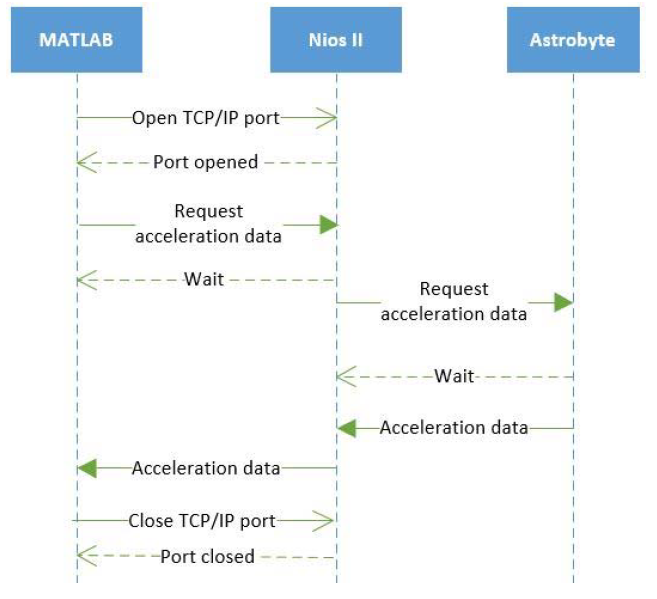 MATLAB
Nios II
Astrobyte
Open TCP/IP port
Port opened
Request
acceleration data
Wait
Request
acceleration data
Wait
Acceleration data
Acceleration data
Close TCP/IP port
Port closed